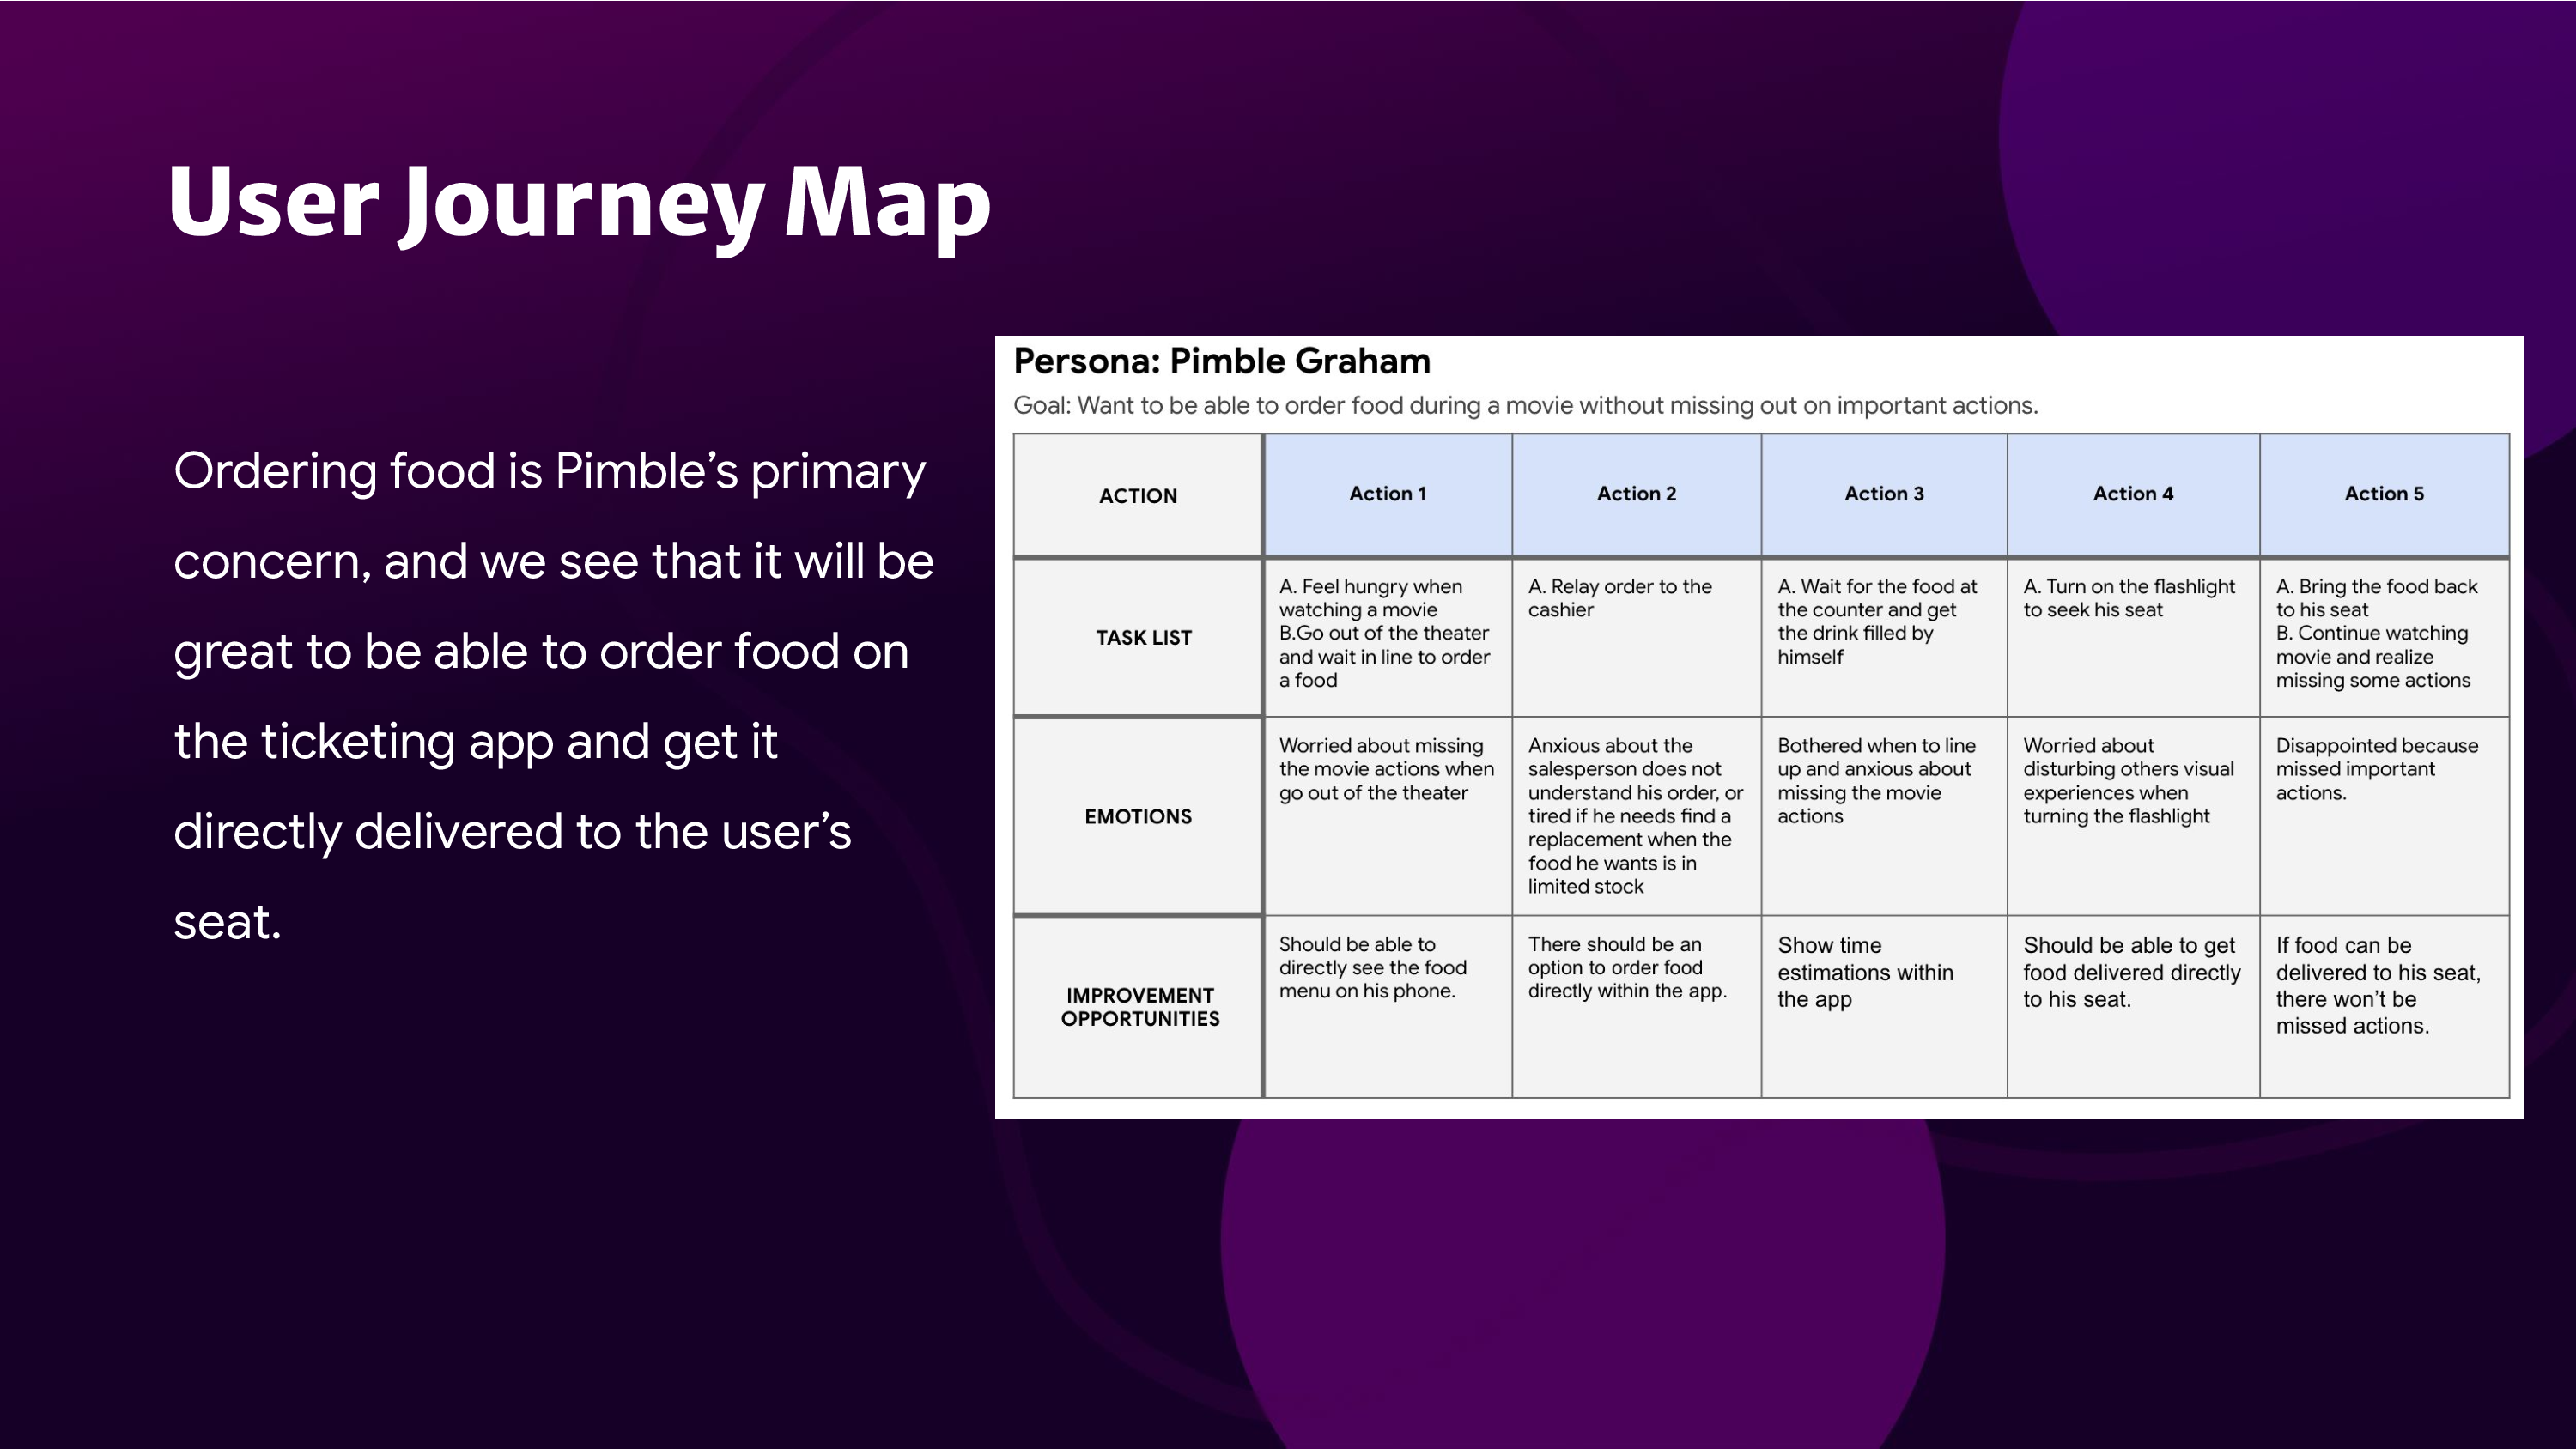 User Journey Map
Ordering food is Pimble’s primary
concern, and we see that it will be
great to be able to order food on
the ticketing app and get it
directly delivered to the user’s
seat.
Persona: Pimble Graham
Goal: Want to be able to order food during a movie without missing out on important actions.
ACTION
Action 1
Action 2
Action 3
Action 4
Action 5
TASK LIST
A. Feel hungry when
watching a movie
B.Go out of the theater
and wait in line to order
a food
A. Relay order to the
cashier
A. Wait for the food at
the counter and get
the drink filled by
himself
A. Turn on the flashlight
to seek his seat
A. Bring the food back
to his seat
B. Continue watching
movie and realize
missing some actions
EMOTIONS
Worried about missing
the movie actions when
go out of the theater
Anxious about the
salesperson does not
understand his order, or
tired if he needs find a
replacement when the
food he wants is in
limited stock
Bothered when to line
up and anxious about
missing the movie
actions
Worried about
disturbing others visual
experiences when
turning the flashlight
Disappointed because
missed important
actions.
IMPROVEMENT
OPPORTUNITIES
Should be able to
directly see the food
menu on his phone.
There should be an
option to order food
directly within the app.
Show time
estimations within
the app
Should be able to get
food delivered directly
to his seat.
If food can be
delivered to his seat,
there won’t be
missed actions.